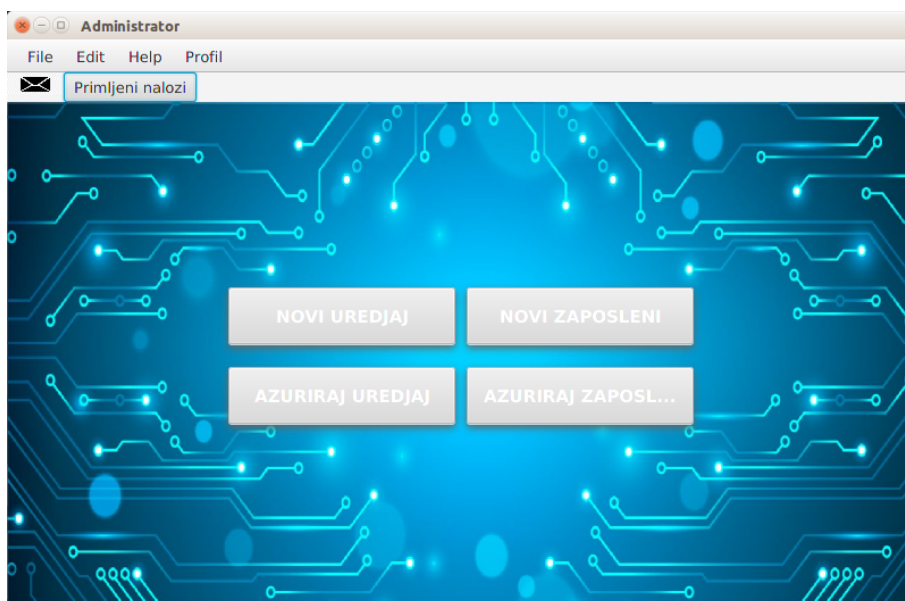 Administrator
File Edit Help Profil
Primljeni nalozi
NOVI UREDJAJ NOVI ZAPOSLENI
AZURIRAJ UREDJAJ AZURIRAJ ZAPOSL...